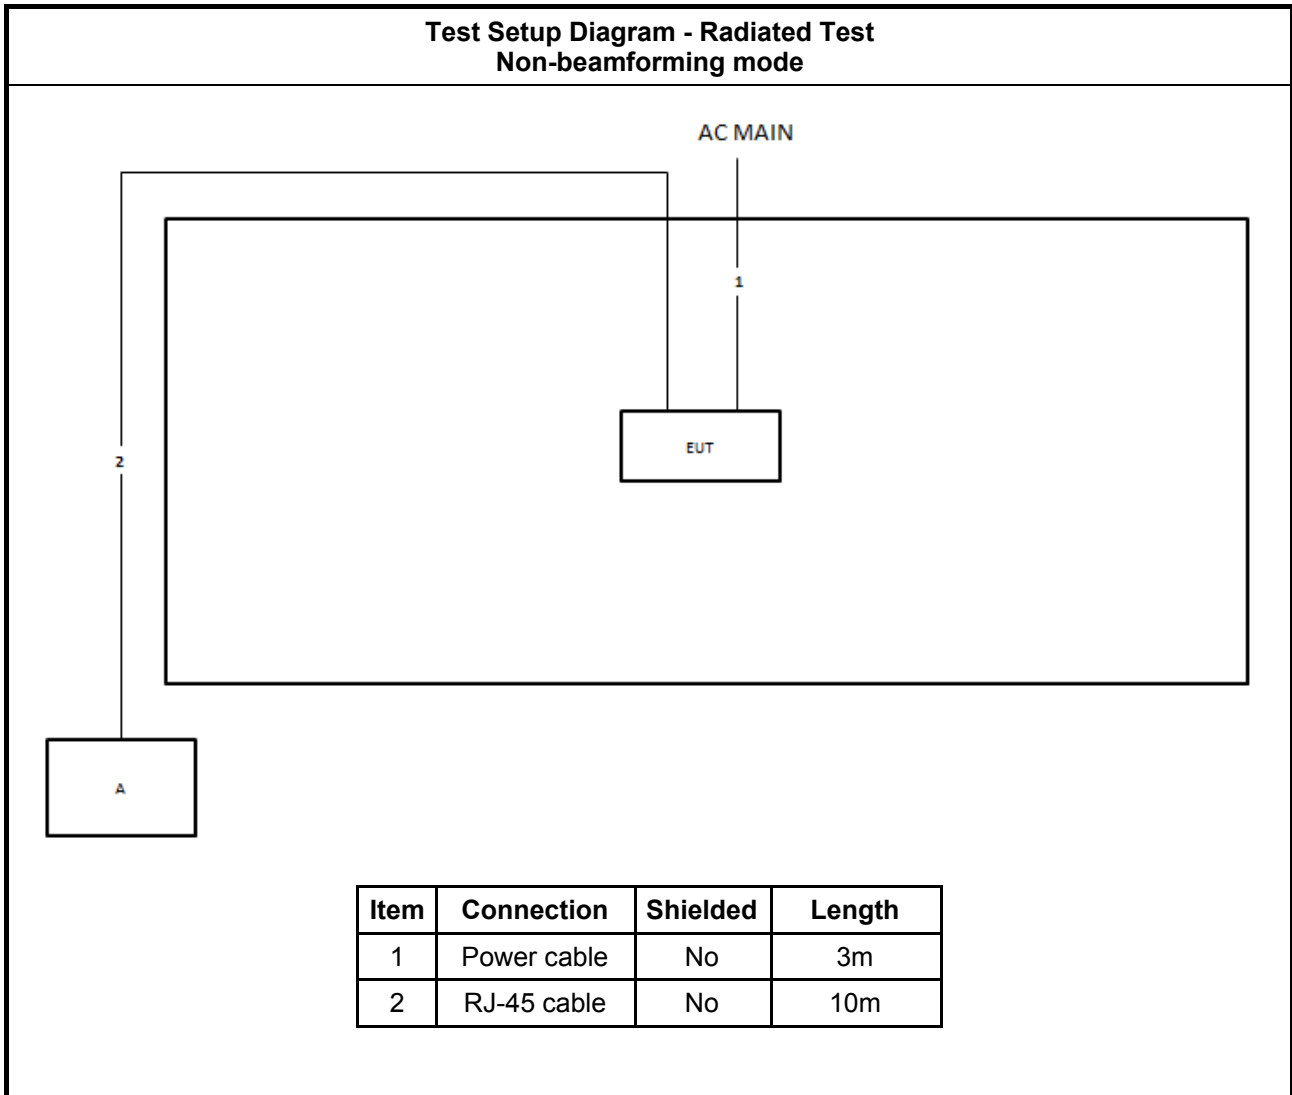 Test Setup Diagram - Radiated Test
Non-beamforming mode
AC MAIN
1
EUT
2
A
Item Connection Shielded Length
1 Power cable No 3m
2 RJ-45 cable No 10m